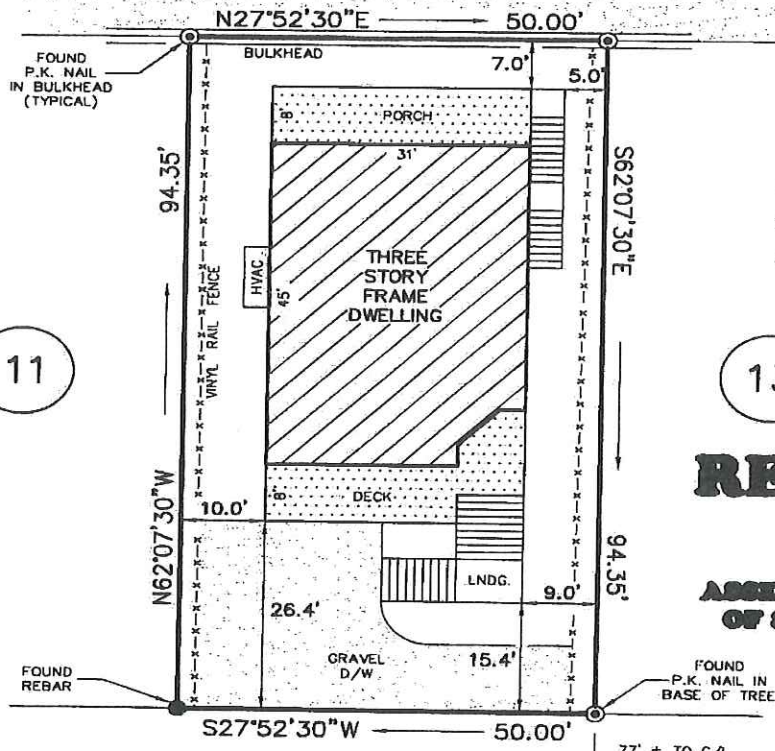 N27°52'30"E 50.00'
FOUND
P.K. NAIL
IN BULKHEAD
(TYPICAL)
BULKHEAD
7.0'
5.0'
8'
PORCH
31'
94.35'
S62°07'30"E
THREE
STORY
FRAME
DWELLING
HVAC
45'
VINYL RAIL FENCE
11
N62°07'30"W
10.0'
8'
DECK
94.35'
LNDG.
9.0'
26.4'
GRAVEL
D/W
15.4'
FOUND
REBAR
FOUND
P.K. NAIL IN
BASE OF TREE
S27°52'30"W 50.00'
77' ± TO